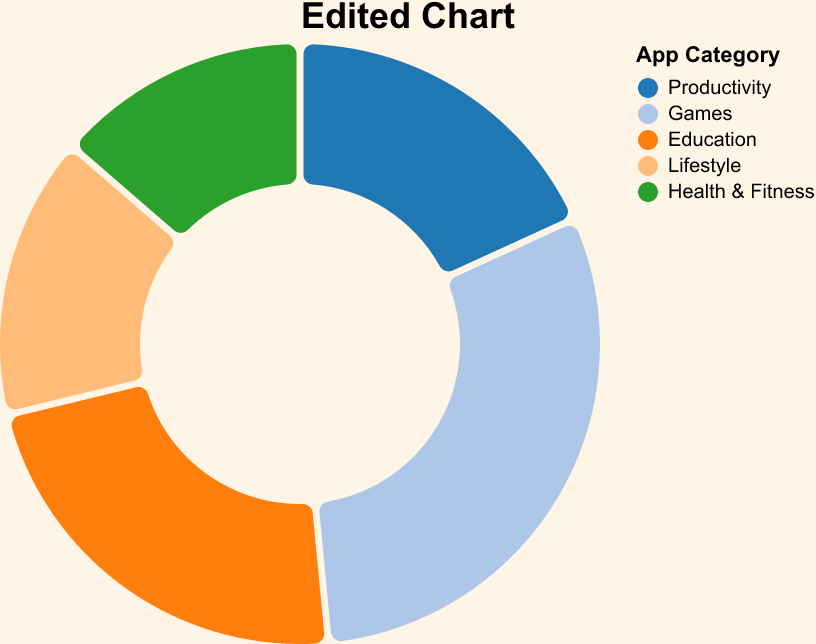 Edited Chart
App Category
Productivity
Games
Education
Lifestyle
Health & Fitness